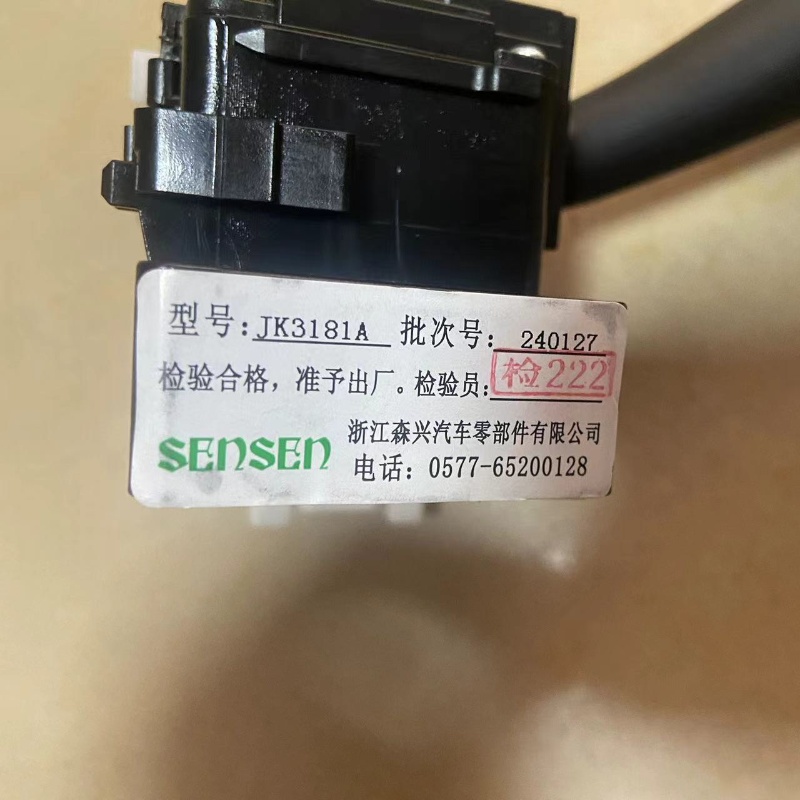 型号:JK3181A 批次号: 240127
检验合格，准予出厂。检验员: 检222
SENSEN 浙江森兴汽车零部件有限公司
电话: 0577-65200128